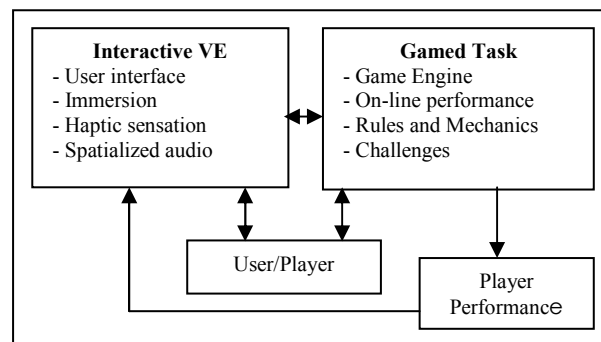 Interactive VE
- User interface
- Immersion
- Haptic sensation
- Spatialized audio
Gamed Task
- Game Engine
- On-line performance
- Rules and Mechanics
- Challenges
User/Player
Player
Performance